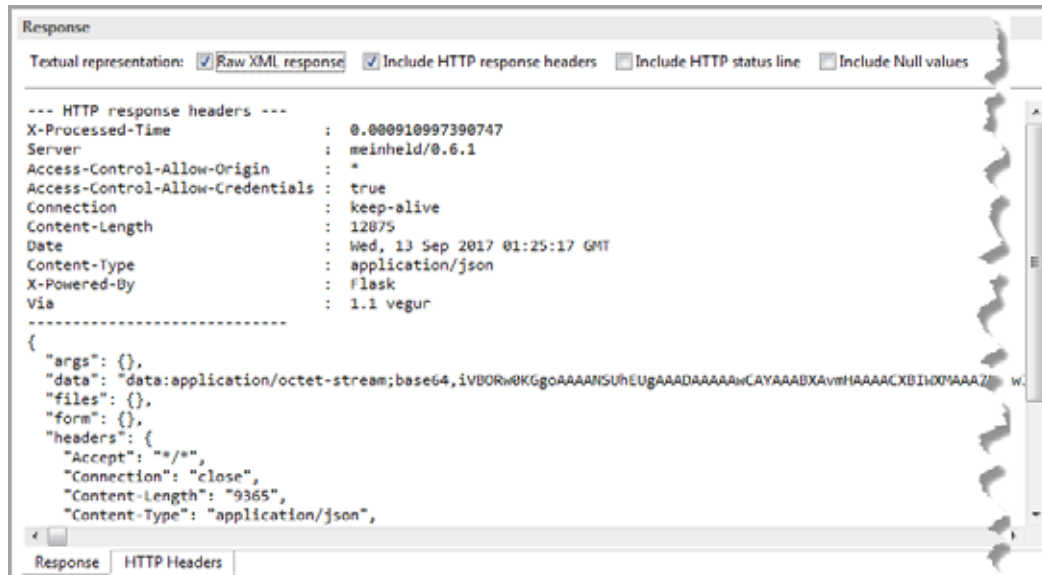 Response
Textual representation: Raw XML response Include HTTP response headers Include HTTP status line Include Null values
--- HTTP response headers ---
X-Processed-Time : 0.000910997390747
Server : meinheld/0.6.1
Access-Control-Allow-Origin : *
Access-Control-Allow-Credentials : true
Connection : keep-alive
Content-Length : 12875
Date : Wed, 13 Sep 2017 01:25:17 GMT
Content-Type : application/json
X-Powered-By : Flask
Via : 1.1 vegur
-----------------------------
{
"args": {},
"data": "data:application/octet-stream;base64,iVBORw0KGgoAAAANSUhEUgAAADAAAAAwCAYAAABXAvmHAAAACXBIWXMAAAZ
"files": {},
"form": {},
"headers": {
"Accept": "*/*",
"Connection": "close",
"Content-Length": "9365",
"Content-Type": "application/json",
Response HTTP Headers